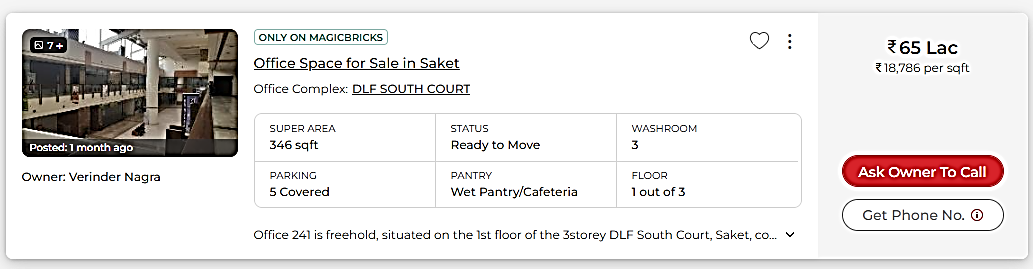 7 +
Posted: 1 month ago
Owner: Verinder Nagra
ONLY ON MAGICBRICKS
Office Space for Sale in Saket
Office Complex: DLF SOUTH COURT
SUPER AREA
346 sqft
STATUS
Ready to Move
WASHROOM
3
PARKING
5 Covered
PANTRY
Wet Pantry/Cafeteria
FLOOR
1 out of 3
Office 241 is freehold, situated on the 1st floor of the 3storey DLF South Court, Saket, co...
₹65 Lac
₹18,786 per sqft
Ask Owner To Call
Get Phone No.